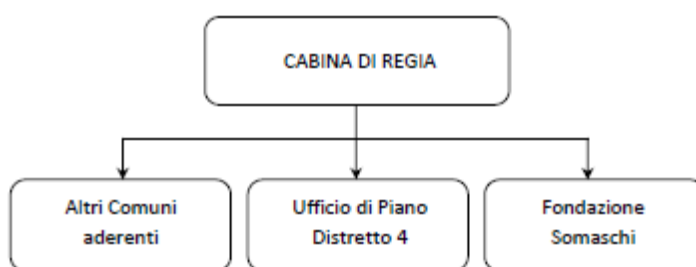 CABINA DI REGIA
Altri Comuni
aderenti
Ufficio di Piano
Distretto 4
Fondazione
Somaschi